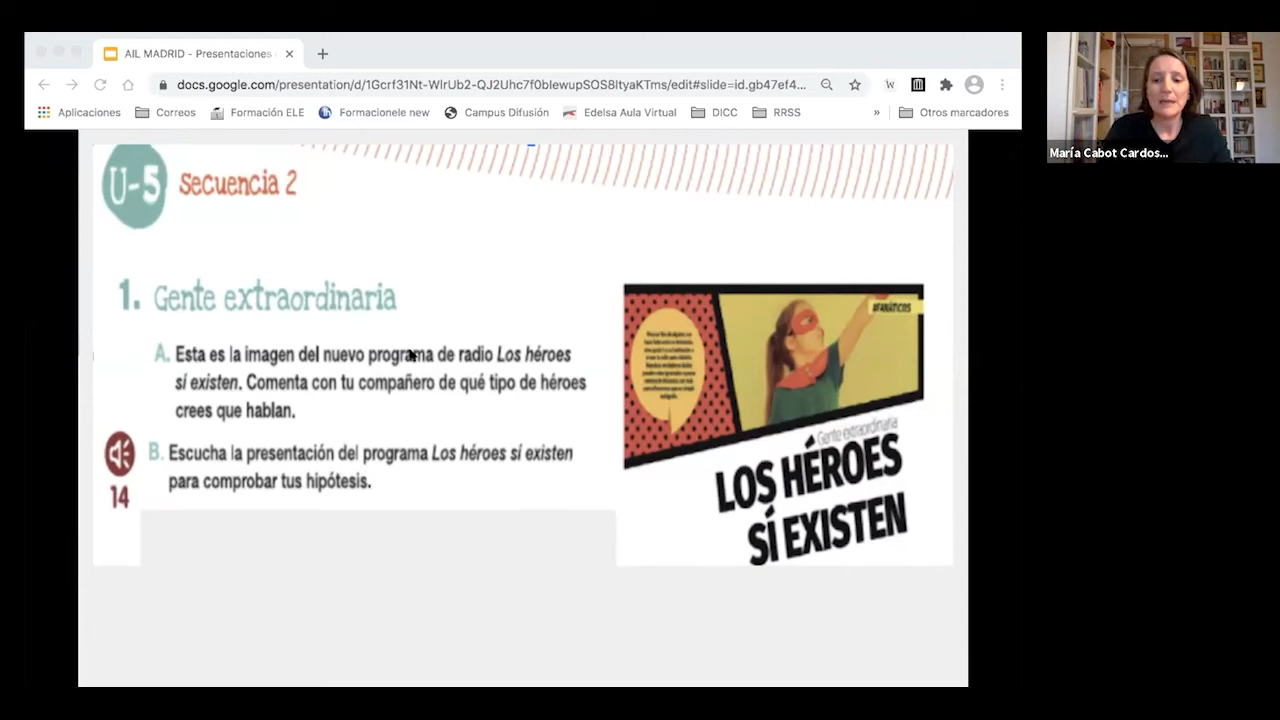 AIL MADRID - Presentaciones
docs.google.com/presentation/d/1Gcrf31Nt-WlrUb2-QJ2Uhc7f0blewupSOS8ltyaKTms/edit#slide=id.gb47ef4...
Aplicaciones
Correos
Formación ELE
Formacionele new
Campus Difusión
Edelsa Aula Virtual
DICC
RRSS
»
Otros marcadores
María Cabot Cardos...
U-5
Secuencia 2
1. Gente extraordinaria
A. Esta es la imagen del nuevo programa de radio Los héroes
sí existen. Comenta con tu compañero de qué tipo de héroes
crees que hablan.
B. Escucha la presentación del programa Los héroes sí existen
para comprobar tus hipótesis.
14
#FANÁTICOS
Gente extraordinaria
LOS HÉROES
SÍ EXISTEN